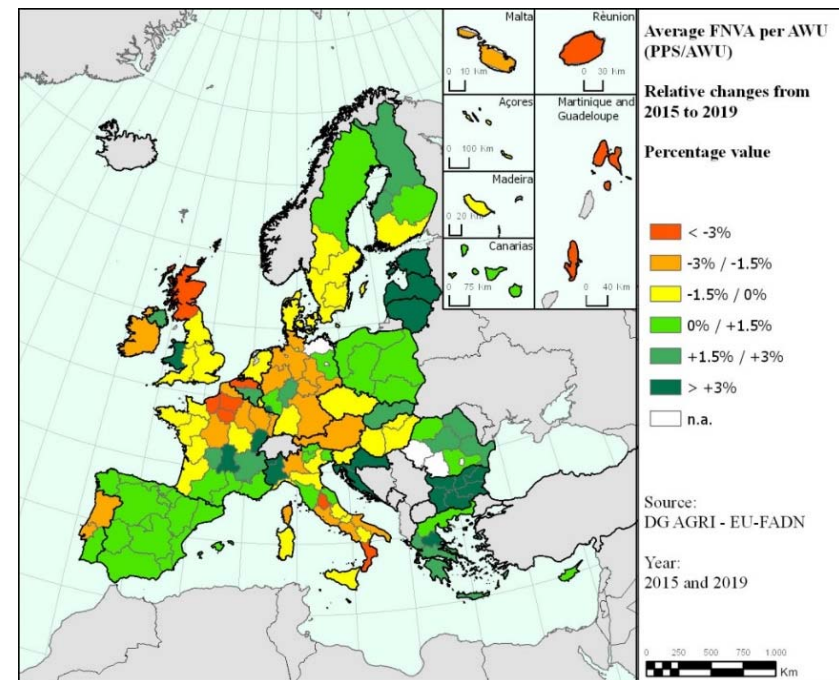 Average FNVA per AWU
(PPS/AWU)
Relative changes from
2015 to 2019
Percentage value
< -3%
-3% / -1.5%
-1.5% / 0%
0% / +1.5%
+1.5% / +3%
> +3%
n.a.
Source:
DG AGRI - EU-FADN
Year:
2015 and 2019
0 250 500 750 1.000
Km
Malta
0 10 Km
Réunion
0 30 Km
Açores
0 100 Km
Martinique and
Guadeloupe
Madeira
0 20 Km
Canarias
0 75 Km
0 40 Km